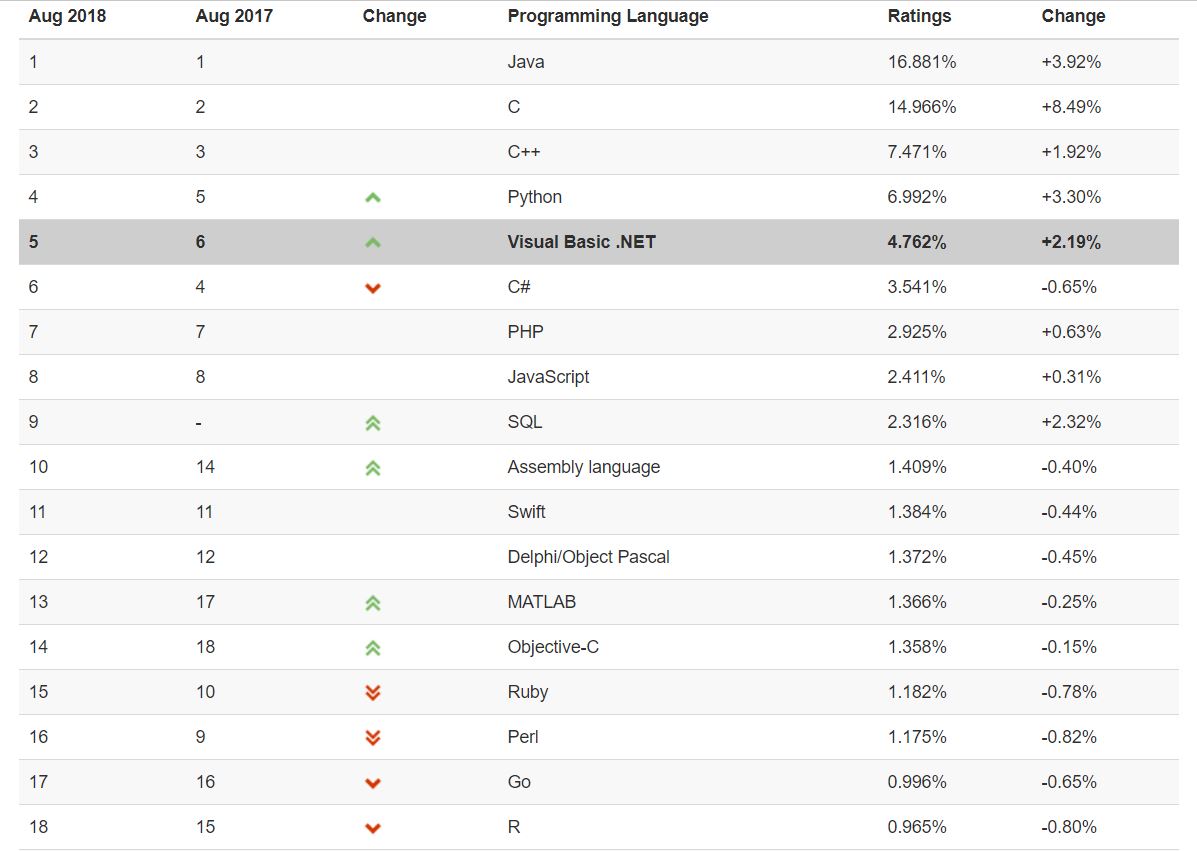 Aug 2018 Aug 2017 Change Programming Language Ratings Change
1 1 Java 16.881% +3.92%
2 2 C 14.966% +8.49%
3 3 C++ 7.471% +1.92%
4 5 Python 6.992% +3.30%
5 6 Visual Basic .NET 4.762% +2.19%
6 4 C# 3.541% -0.65%
7 7 PHP 2.925% +0.63%
8 8 JavaScript 2.411% +0.31%
9 - SQL 2.316% +2.32%
10 14 Assembly language 1.409% -0.40%
11 11 Swift 1.384% -0.44%
12 12 Delphi/Object Pascal 1.372% -0.45%
13 17 MATLAB 1.366% -0.25%
14 18 Objective-C 1.358% -0.15%
15 10 Ruby 1.182% -0.78%
16 9 Perl 1.175% -0.82%
17 16 Go 0.996% -0.65%
18 15 R 0.965% -0.80%